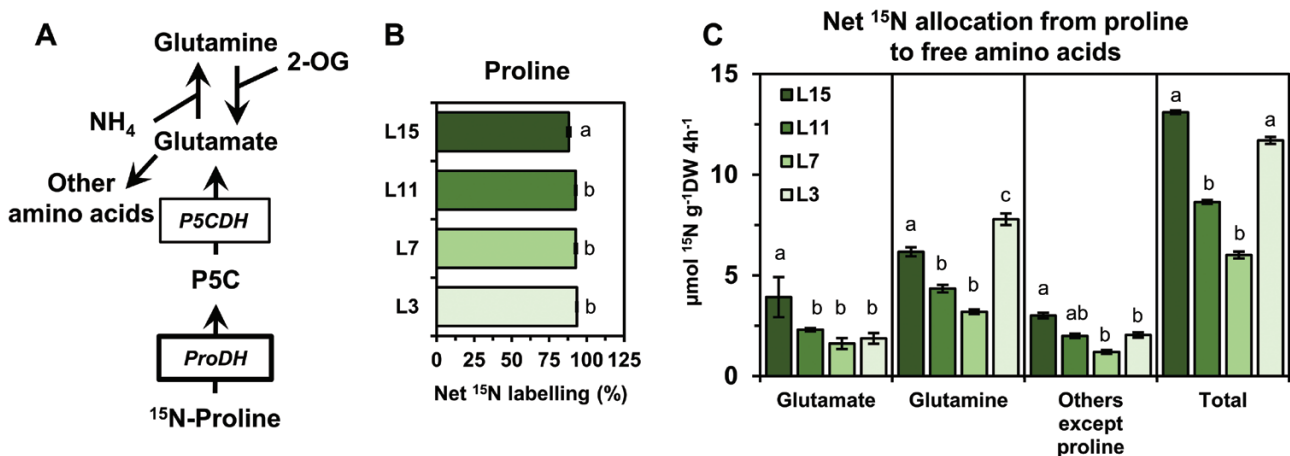 A
Glutamine
2-OG
NH₄
Glutamate
Other
amino acids
P5CDH
P5C
ProDH
¹⁵N-Proline
B
Proline
L15
a
L11
b
L7
b
L3
b
0 25 50 75 100 125
Net ¹⁵N labelling (%)
C
Net ¹⁵N allocation from proline
to free amino acids
µmol ¹⁵N g⁻¹DW 4h⁻¹
15
10
5
0
L15
L11
L7
L3
a b b b
a b b c
a ab b b
a b b a
Glutamate
Glutamine
Others
except
proline
Total